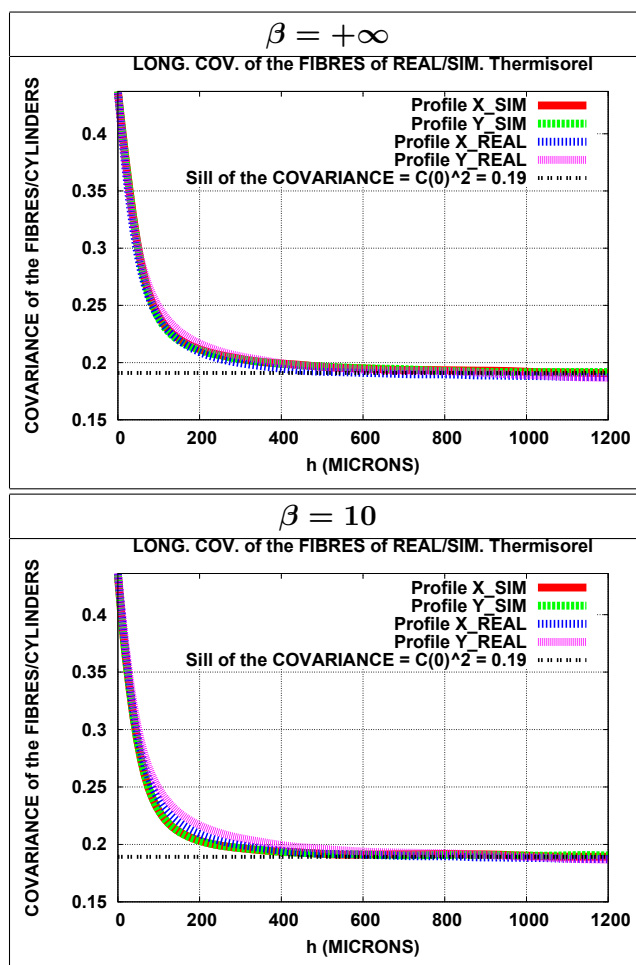 β = +∞
LONG. COV. of the FIBRES of REAL/SIM. Thermisorel
COVARIANCE of the FIBRES/CYLINDERS
0.4
0.35
0.3
0.25
0.2
0.15
Profile X_SIM
Profile Y_SIM
Profile X_REAL
Profile Y_REAL
Sill of the COVARIANCE = C(0)^2 = 0.19
0 200 400 600 800 1000 1200
h (MICRONS)
β = 10
LONG. COV. of the FIBRES of REAL/SIM. Thermisorel
COVARIANCE of the FIBRES/CYLINDERS
0.4
0.35
0.3
0.25
0.2
0.15
Profile X_SIM
Profile Y_SIM
Profile X_REAL
Profile Y_REAL
Sill of the COVARIANCE = C(0)^2 = 0.19
0 200 400 600 800 1000 1200
h (MICRONS)